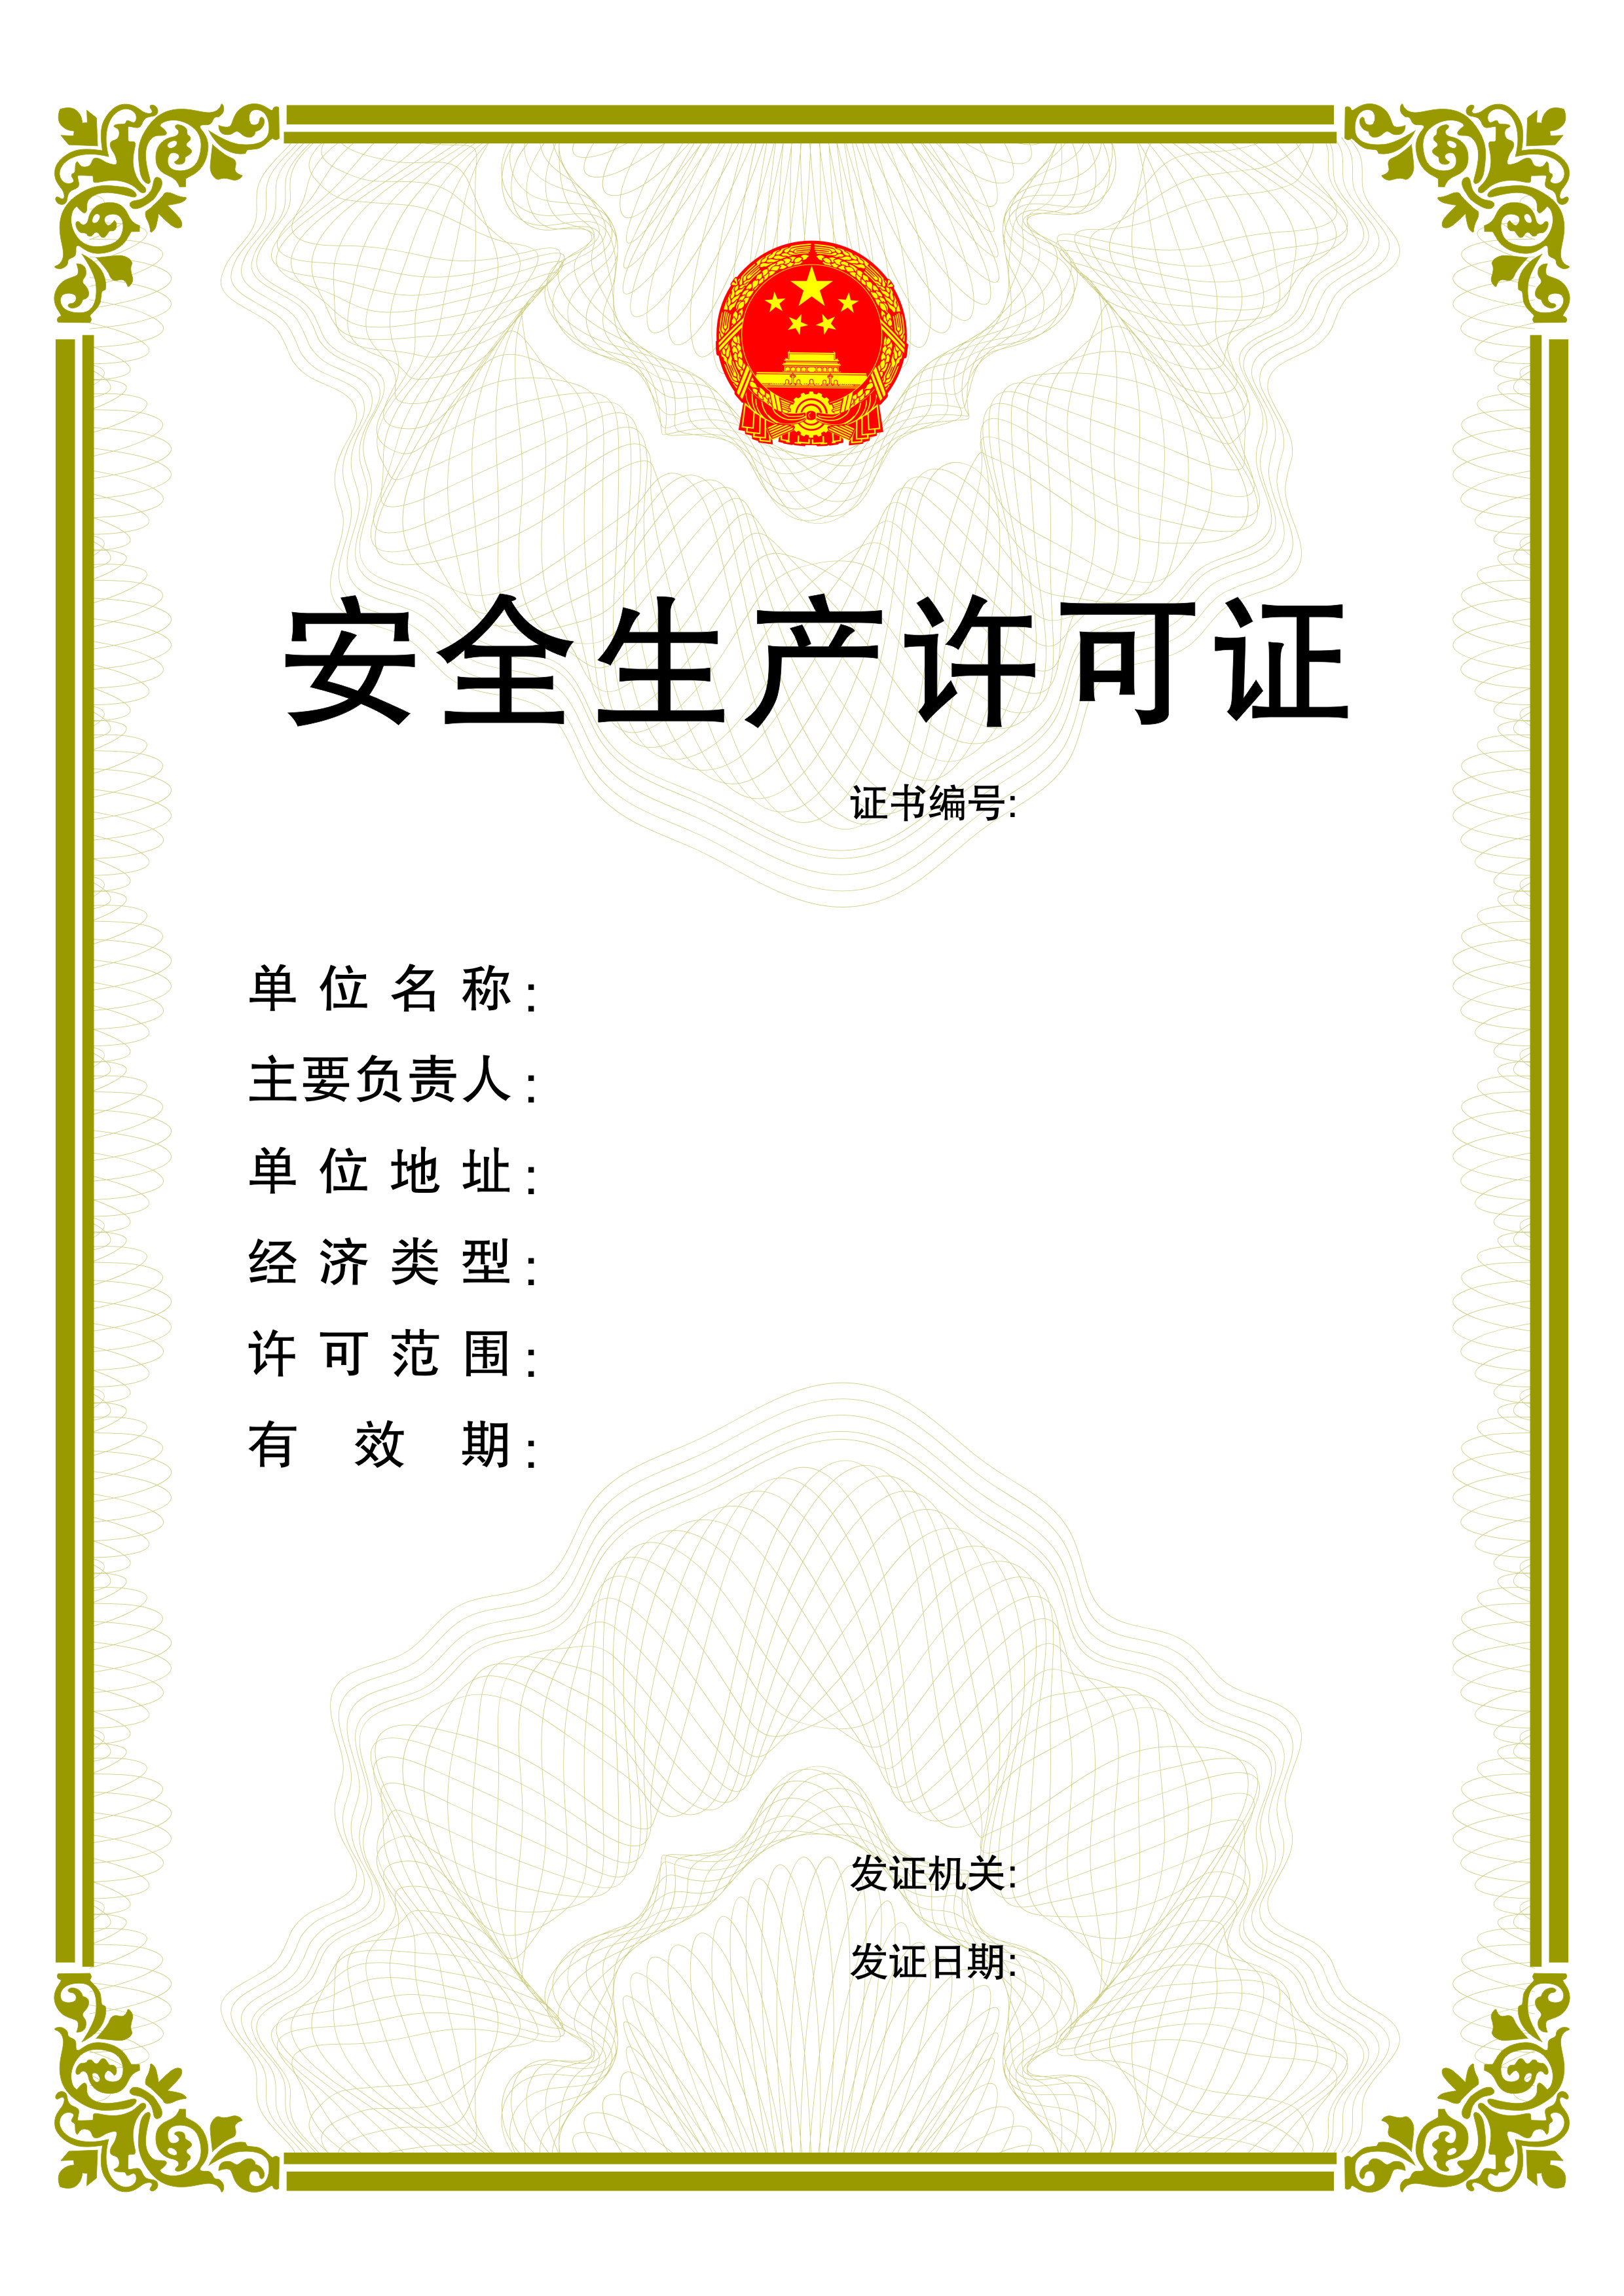 安全生产许可证
证书编号:
单位名称:
主要负责人:
单位地址:
经济类型:
许可范围:
有效期:
发证机关:
发证日期: